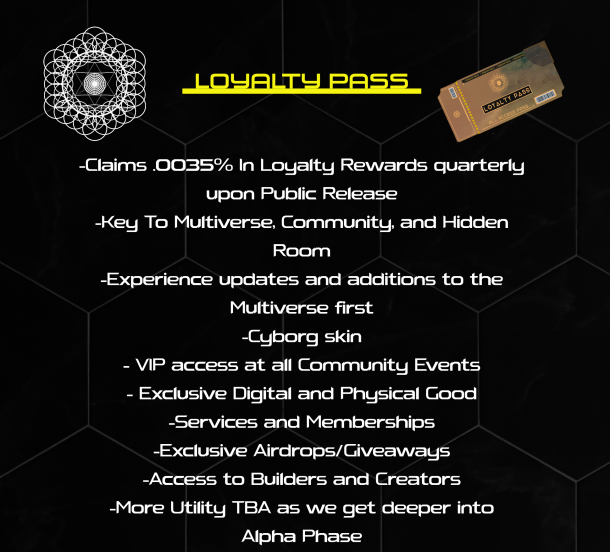 LOYALTY PASS
LOYALTY PASS
-Claims .0035% In Loyalty Rewards quarterly
upon Public Release
-Key To Multiverse, Community, and Hidden
Room
-Experience updates and additions to the
Multiverse first
-Cyborg skin
- VIP access at all Community Events
- Exclusive Digital and Physical Good
-Services and Memberships
-Exclusive Airdrops/Giveaways
-Access to Builders and Creators
-More Utility TBA as we get deeper into
Alpha Phase